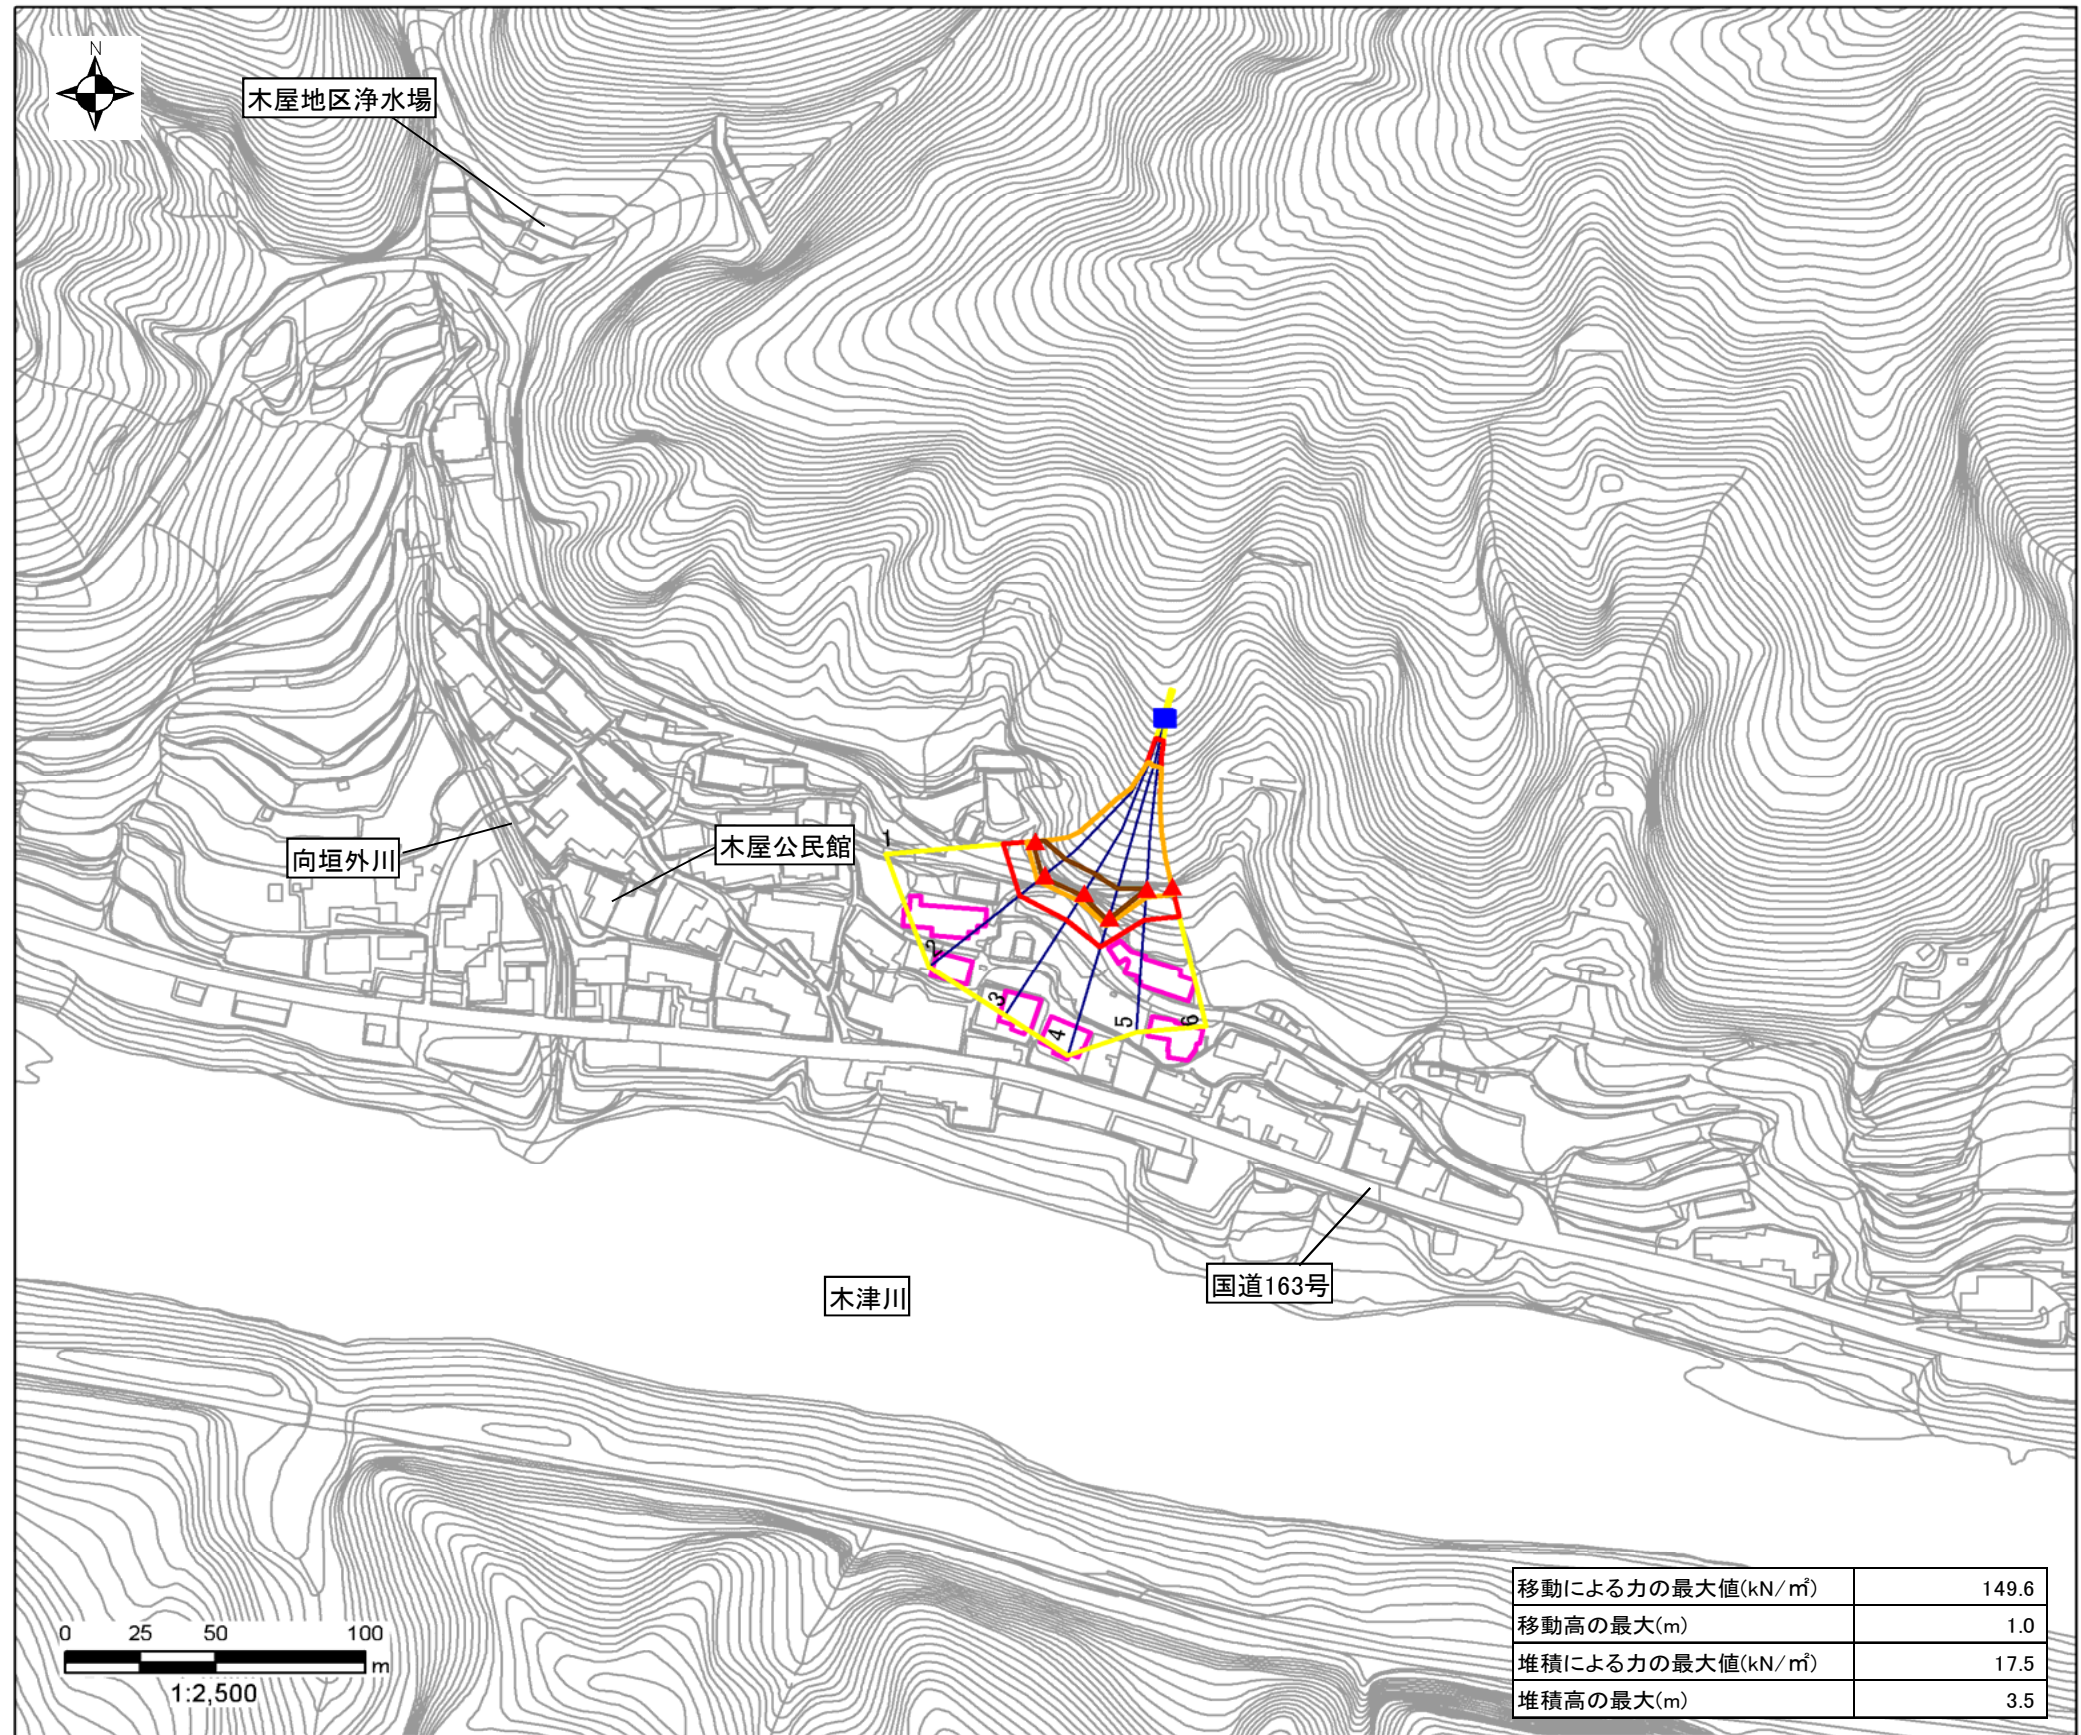 N
木屋地区浄水場
向垣外川
木屋公民館
1
2
3
4
5
6
木津川
国道163号
0 25 50 100
m
1:2,500
移動による力の最大値(kN/㎡) 149.6
移動高の最大(m) 1.0
堆積による力の最大値(kN/㎡) 17.5
堆積高の最大(m) 3.5